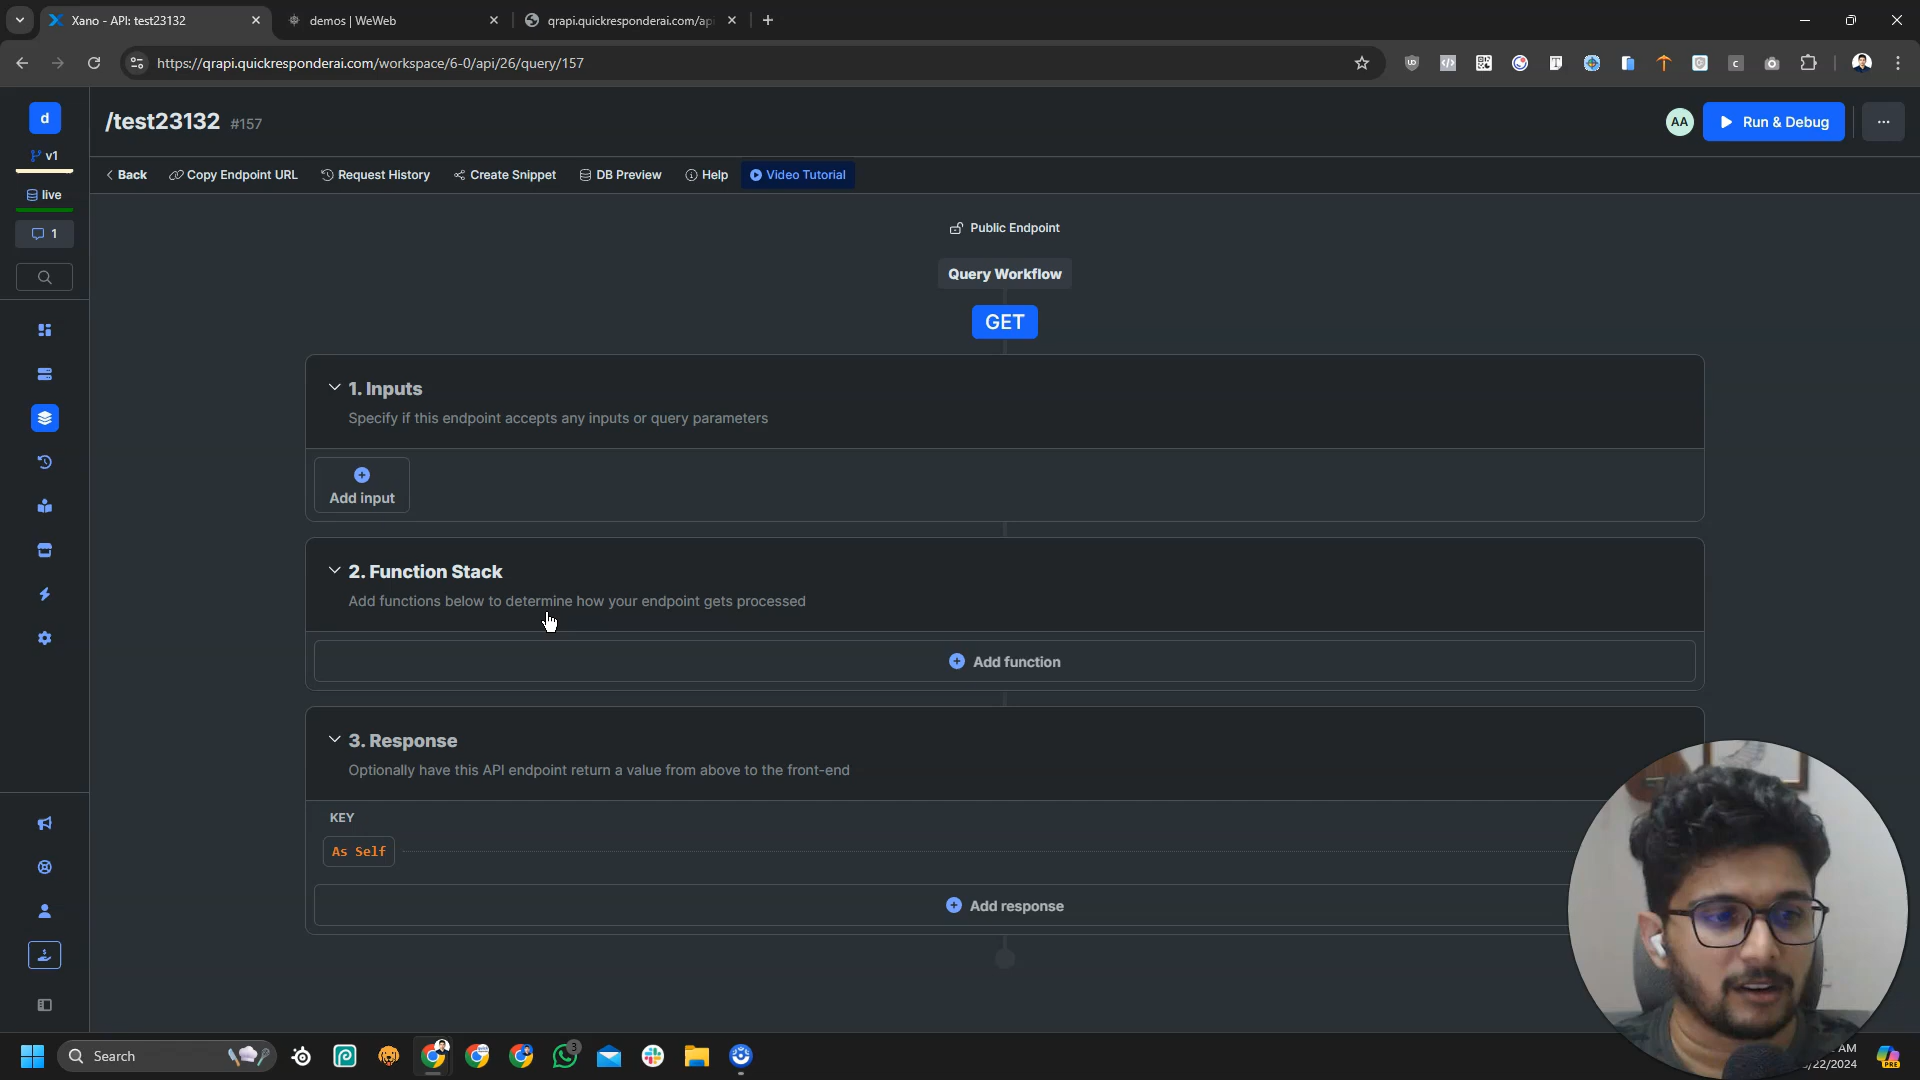 Xano - API: test23132
demos | WeWeb
qrapi.quickresponderai.com/api
https://qrapi.quickresponderai.com/workspace/6-0/api/26/query/157
d
/test23132 #157
AA
Run & Debug
v1
Back
Copy Endpoint URL
Request History
Create Snippet
DB Preview
Help
Video Tutorial
live
1
Public Endpoint
Query Workflow
GET
1. Inputs
Specify if this endpoint accepts any inputs or query parameters
Add input
2. Function Stack
Add functions below to determine how your endpoint gets processed
Add function
3. Response
Optionally have this API endpoint return a value from above to the front-end
KEY
As Self
Add response
Search
3
AM
/22/2024
PRE